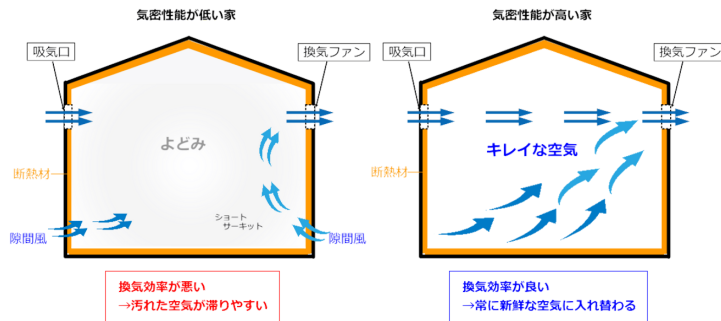 気密性能が低い家
吸気口
換気ファン
よどみ
断熱材
ショート
サーキット
隙間風
隙間風
換気効率が悪い
→汚れた空気が滞りやすい
気密性能が高い家
吸気口
換気ファン
キレイな空気
断熱材
換気効率が良い
→常に新鮮な空気に入れ替わる